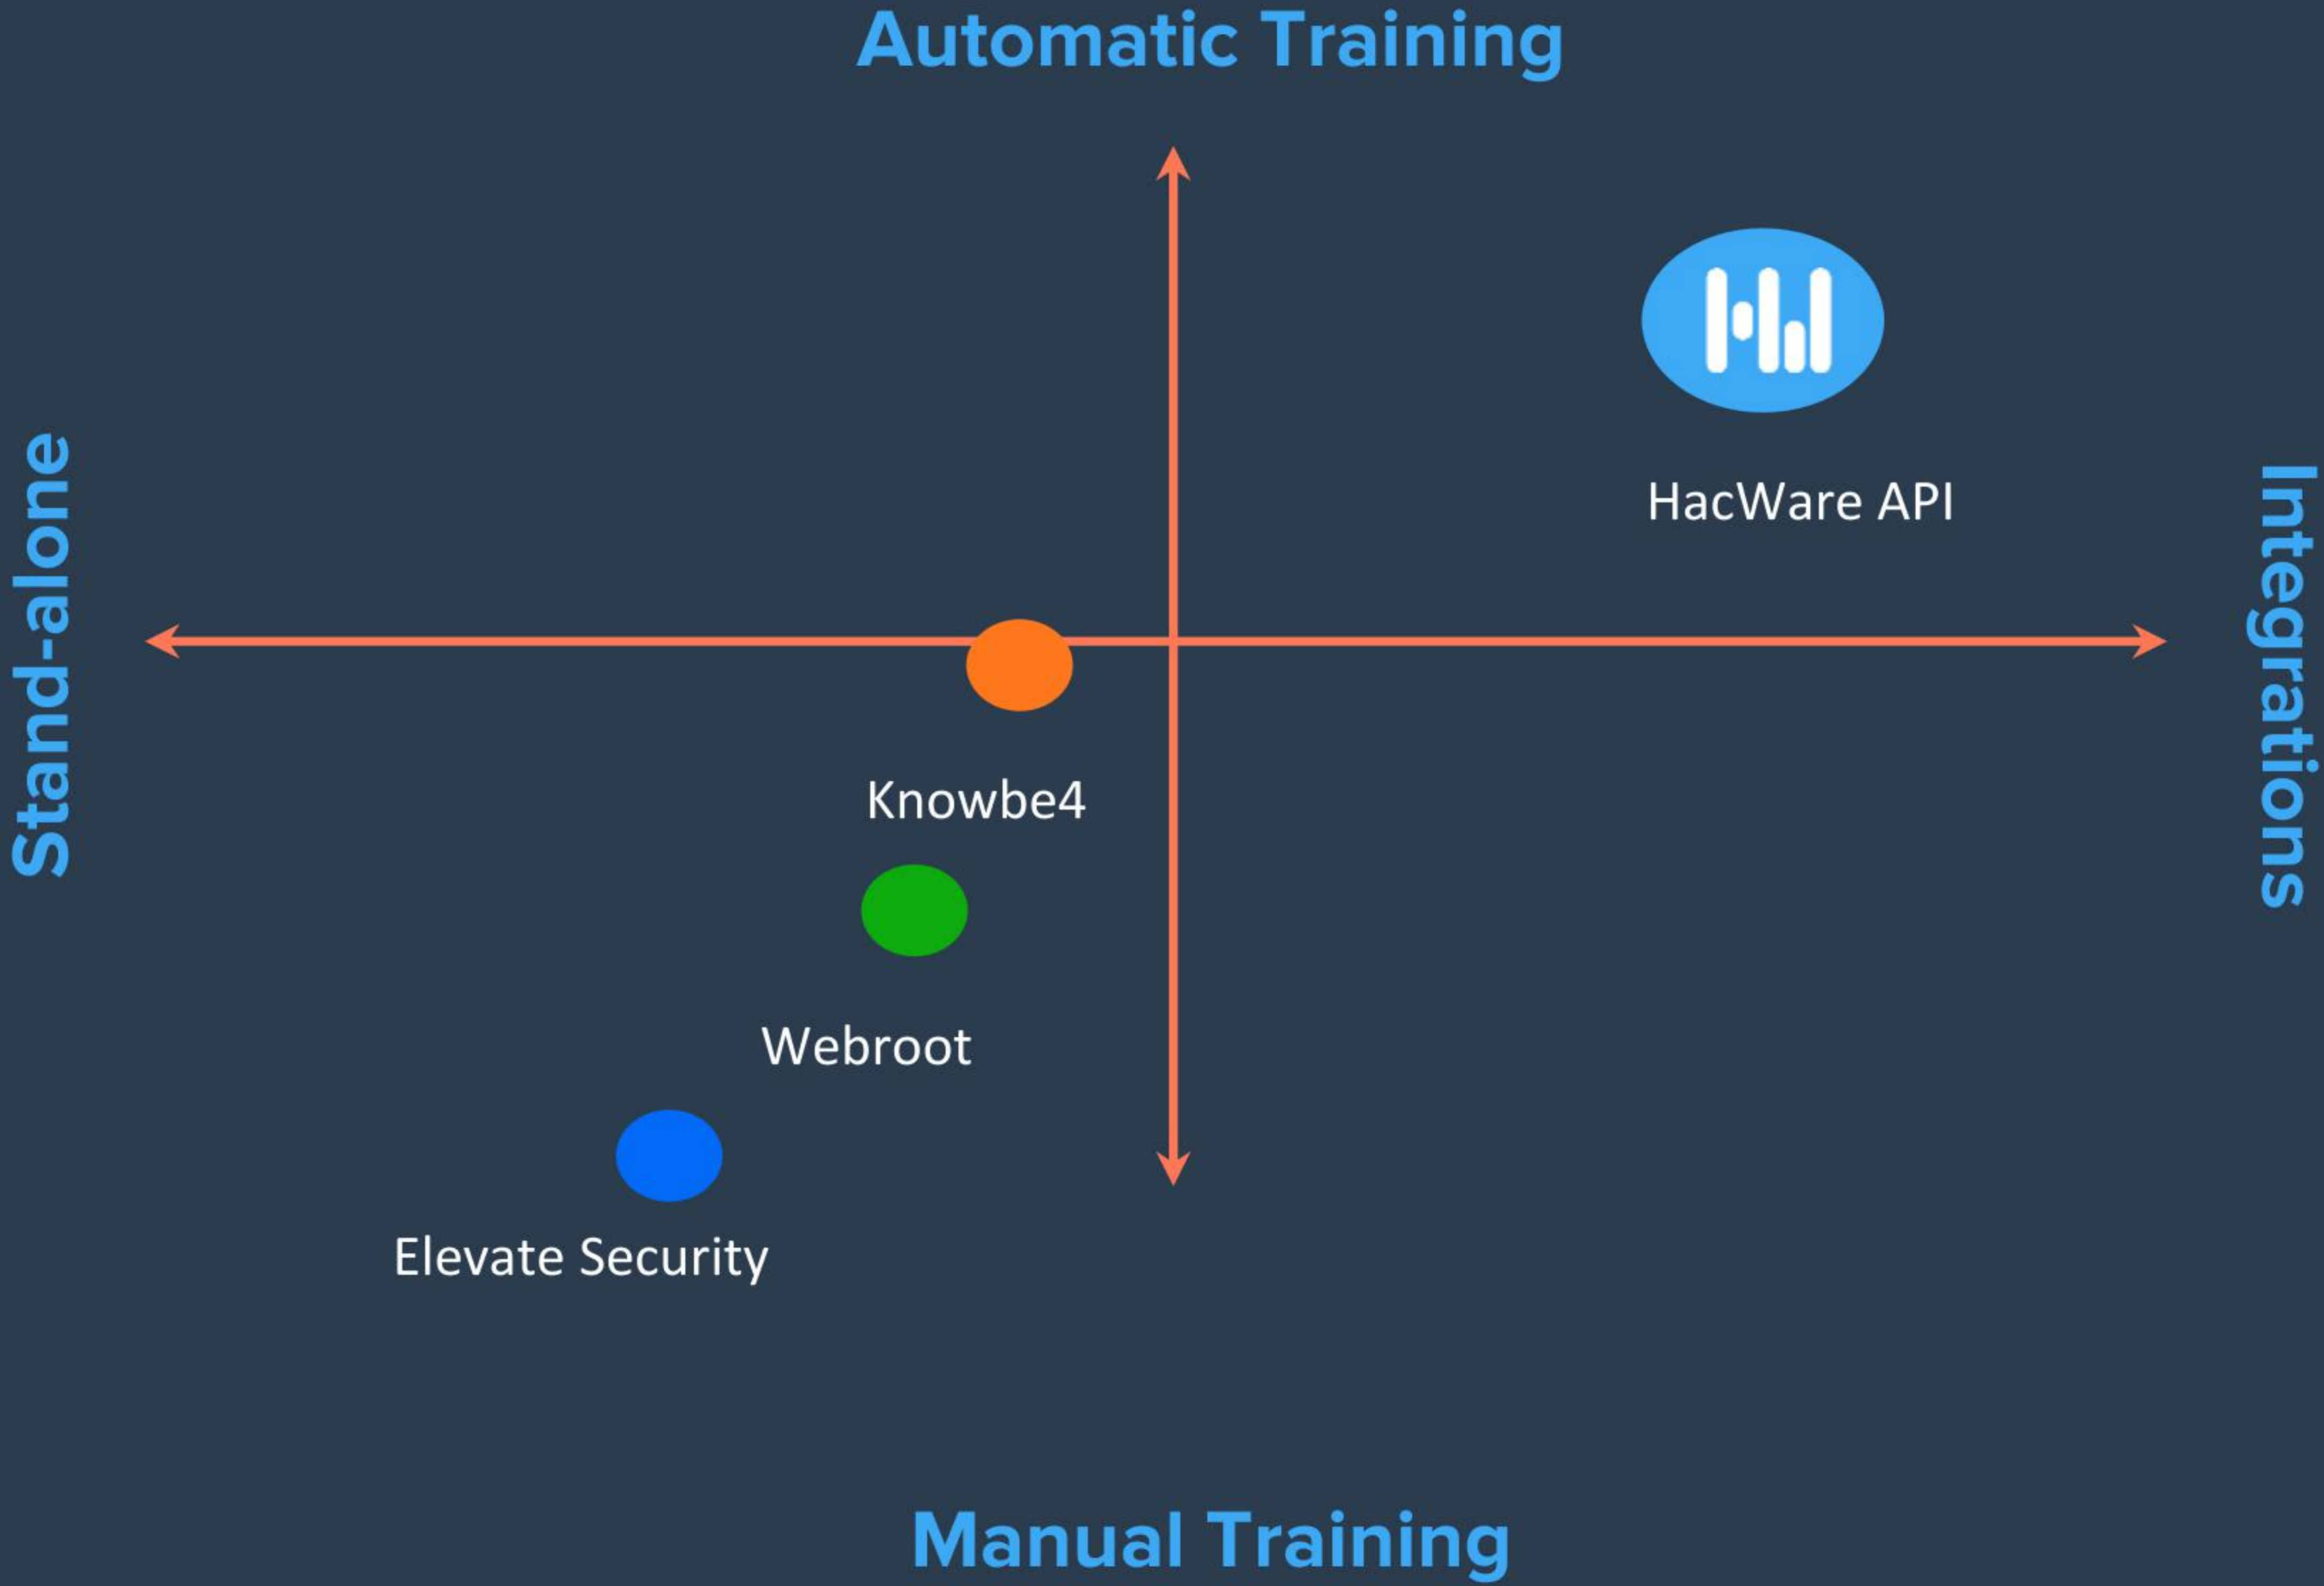 Automatic Training
Stand-alone
Integrations
HacWare API
Knowbe4
Webroot
Elevate Security
Manual Training